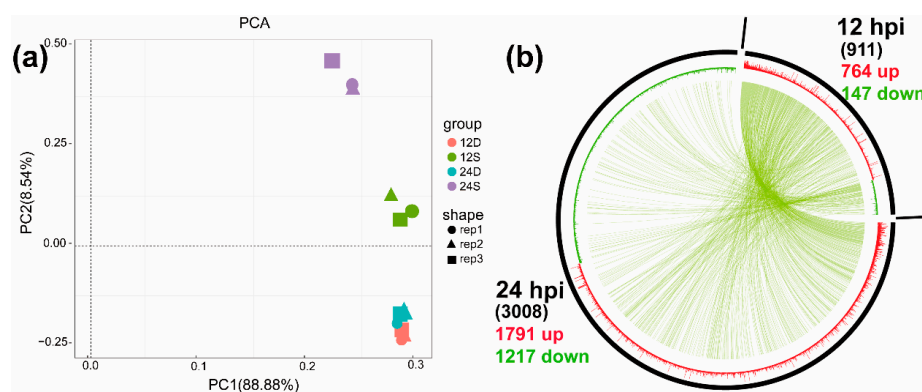 PCA
(a)
0.50
0.25
0.00
−0.25
PC2(8.54%)
0.0
0.1
0.2
0.3
PC1(88.88%)
group
12D
12S
24D
24S
shape
rep1
rep2
rep3
(b)
12 hpi
(911)
764 up
147 down
24 hpi
(3008)
1791 up
1217 down